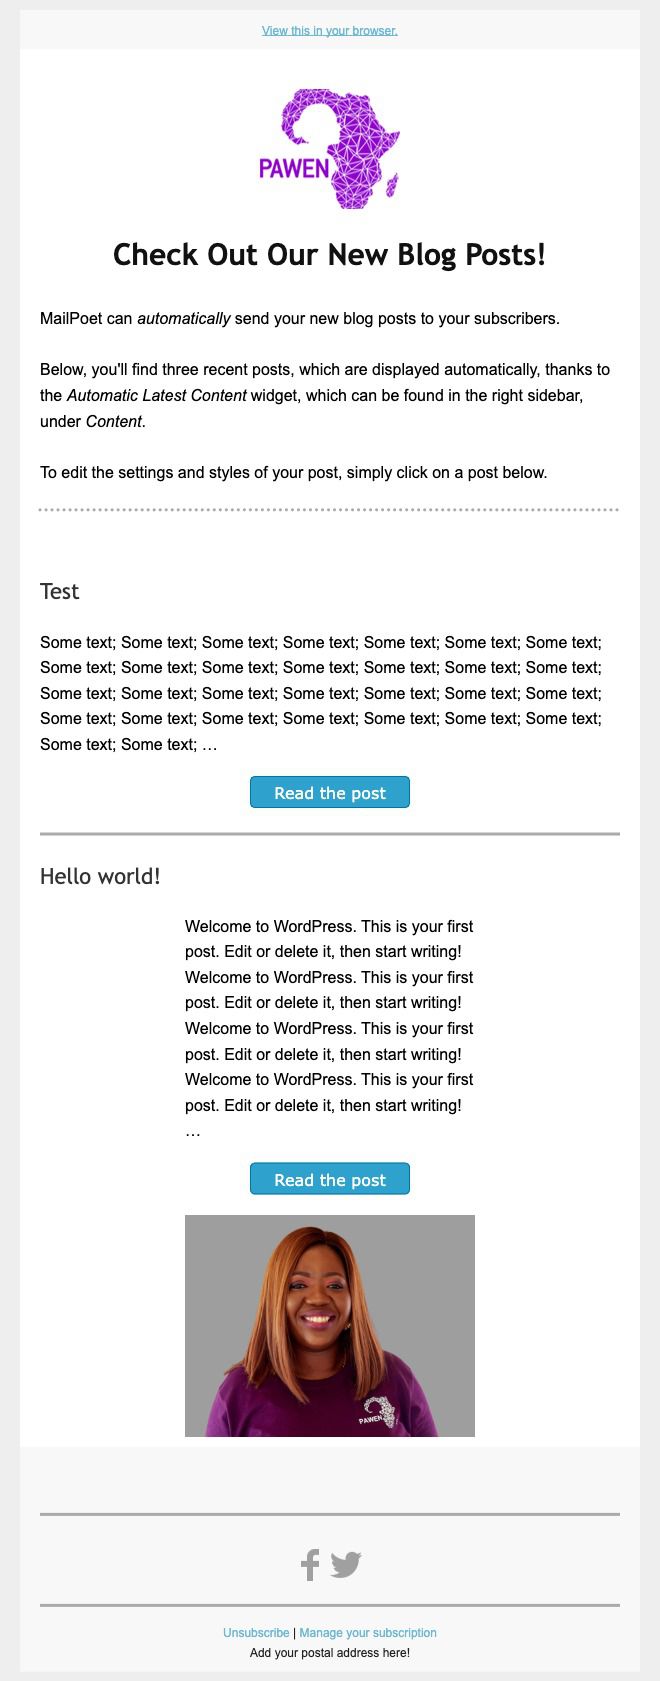 View this in your browser.
PAWEN
Check Out Our New Blog Posts!
MailPoet can automatically send your new blog posts to your subscribers.
Below, you'll find three recent posts, which are displayed automatically, thanks to
the Automatic Latest Content widget, which can be found in the right sidebar,
under Content.
To edit the settings and styles of your post, simply click on a post below.
Test
Some text; Some text; Some text; Some text; Some text; Some text; Some text;
Some text; Some text; Some text; Some text; Some text; Some text; Some text;
Some text; Some text; Some text; Some text; Some text; Some text; Some text;
Some text; Some text; Some text; Some text; Some text; Some text; Some text;
Some text; Some text; …
Read the post
Hello world!
Welcome to WordPress. This is your first
post. Edit or delete it, then start writing!
Welcome to WordPress. This is your first
post. Edit or delete it, then start writing!
Welcome to WordPress. This is your first
post. Edit or delete it, then start writing!
Welcome to WordPress. This is your first
post. Edit or delete it, then start writing!
…
Read the post
PAWEN
Unsubscribe | Manage your subscription
Add your postal address here!